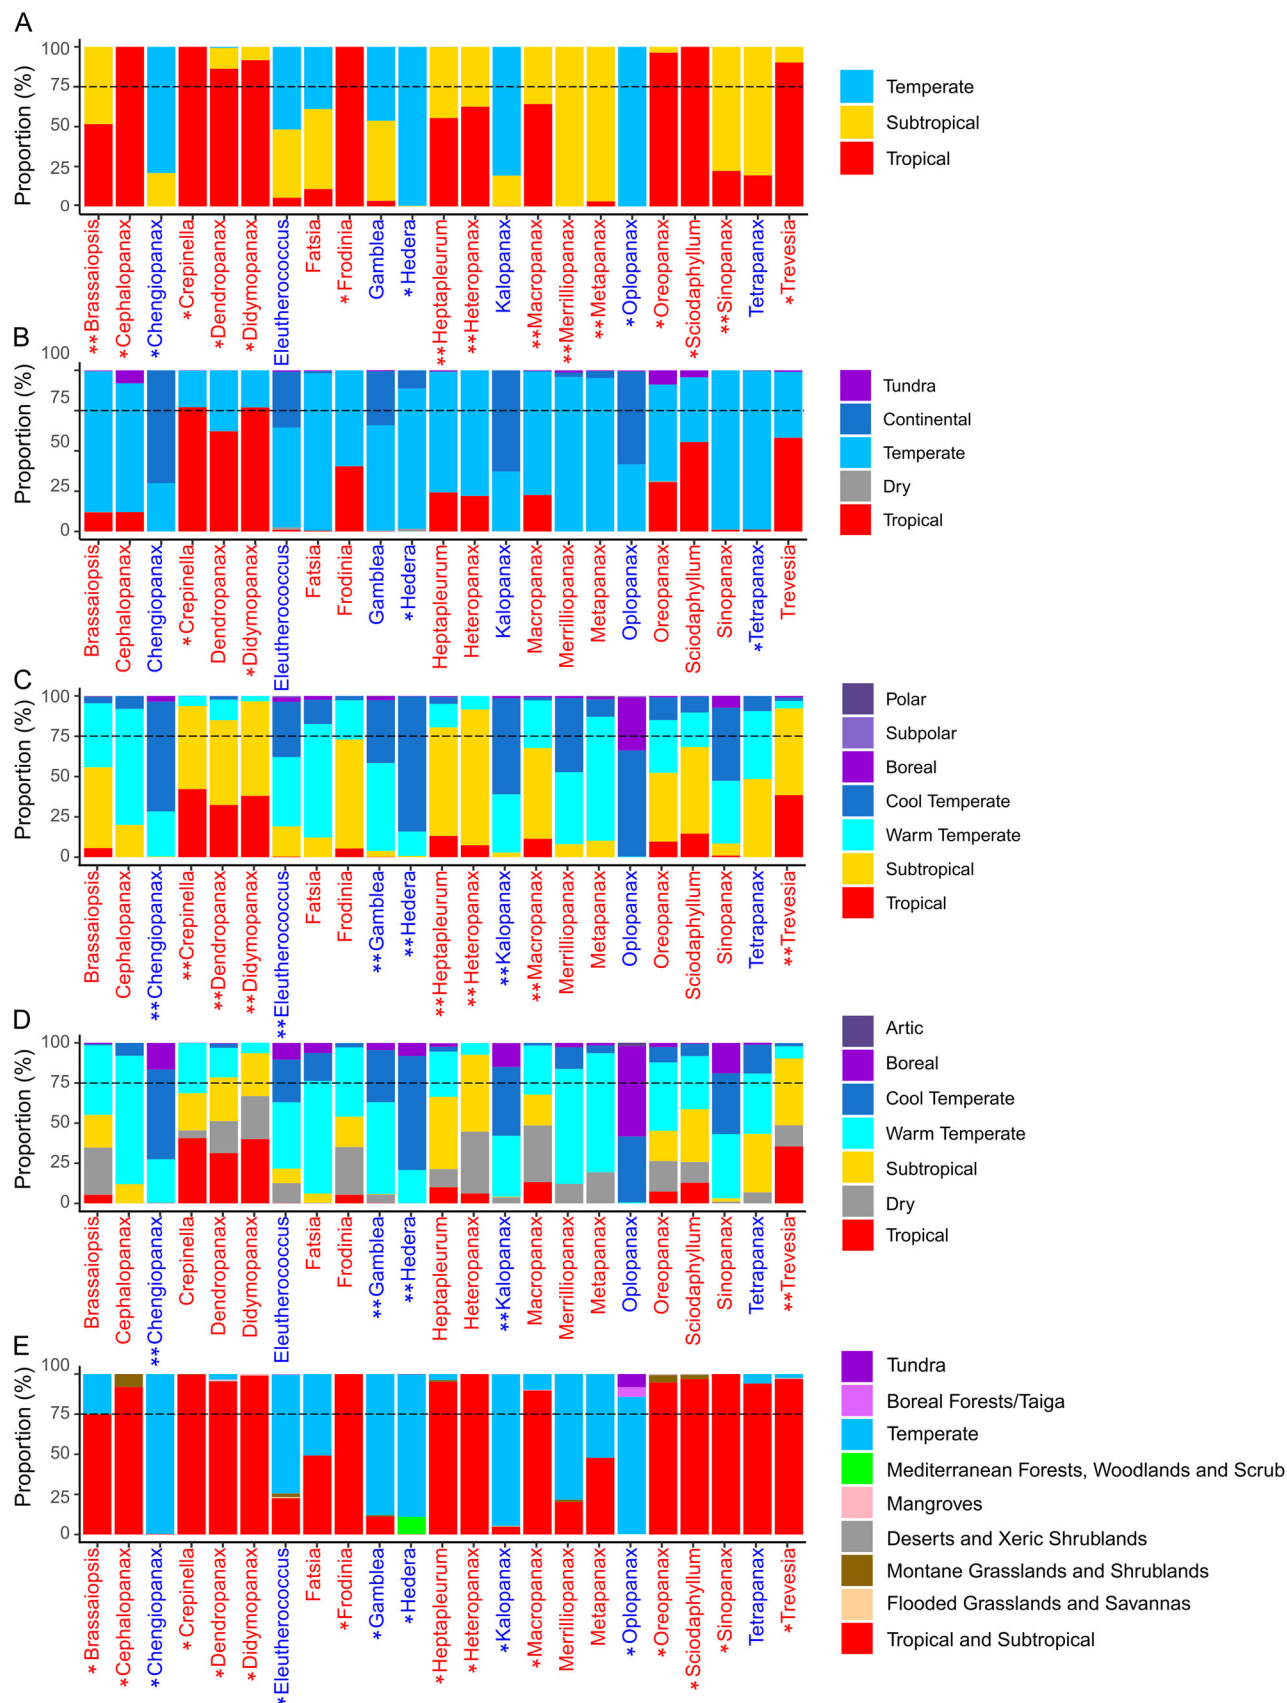 A
Proportion (%)
100
75
50
25
0
Temperate
Subtropical
Tropical
**Brassaiopsis
*Cephalopanax
*Chengiopanax
*Crepinella
*Dendropanax
*Didymopanax
Eleutherococcus
Fatsia
*Frodinia
Gamblea
*Hedera
**Heptapleurum
**Heteropanax
Kalopanax
**Macropanax
**Merrilliopanax
**Metapanax
*Oplopanax
*Oreopanax
*Sciodaphyllum
**Sinopanax
Tetrapanax
*Trevesia
B
Proportion (%)
100
75
50
25
0
Tundra
Continental
Temperate
Dry
Tropical
Brassaiopsis
Cephalopanax
Chengiopanax
*Crepinella
Dendropanax
*Didymopanax
Eleutherococcus
Fatsia
Frodinia
Gamblea
*Hedera
Heptapleurum
Heteropanax
Kalopanax
Macropanax
Merrilliopanax
Metapanax
Oplopanax
Oreopanax
Sciodaphyllum
Sinopanax
*Tetrapanax
Trevesia
C
Proportion (%)
100
75
50
25
0
Polar
Subpolar
Boreal
Cool Temperate
Warm Temperate
Subtropical
Tropical
Brassaiopsis
Cephalopanax
**Chengiopanax
**Crepinella
**Dendropanax
**Didymopanax
**Eleutherococcus
Fatsia
Frodinia
**Gamblea
**Hedera
**Heptapleurum
**Heteropanax
**Kalopanax
**Macropanax
Merrilliopanax
Metapanax
Oplopanax
Oreopanax
Sciodaphyllum
Sinopanax
Tetrapanax
**Trevesia
D
Proportion (%)
100
75
50
25
0
Artic
Boreal
Cool Temperate
Warm Temperate
Subtropical
Dry
Tropical
Brassaiopsis
Cephalopanax
**Chengiopanax
Crepinella
Dendropanax
Didymopanax
Eleutherococcus
Fatsia
Frodinia
**Gamblea
**Hedera
Heptapleurum
Heteropanax
**Kalopanax
Macropanax
Merrilliopanax
Metapanax
Oplopanax
Oreopanax
Sciodaphyllum
Sinopanax
Tetrapanax
**Trevesia
E
Proportion (%)
100
75
50
25
0
Tundra
Boreal Forests/Taiga
Temperate
Mediterranean Forests, Woodlands and Scrub
Mangroves
Deserts and Xeric Shrublands
Montane Grasslands and Shrublands
Flooded Grasslands and Savannas
Tropical and Subtropical
*Brassaiopsis
*Cephalopanax
*Chengiopanax
*Crepinella
*Dendropanax
*Didymopanax
*Eleutherococcus
Fatsia
*Frodinia
*Gamblea
*Hedera
*Heptapleurum
*Heteropanax
*Kalopanax
*Macropanax
Merrilliopanax
Metapanax
*Oplopanax
*Oreopanax
*Sciodaphyllum
*Sinopanax
Tetrapanax
*Trevesia